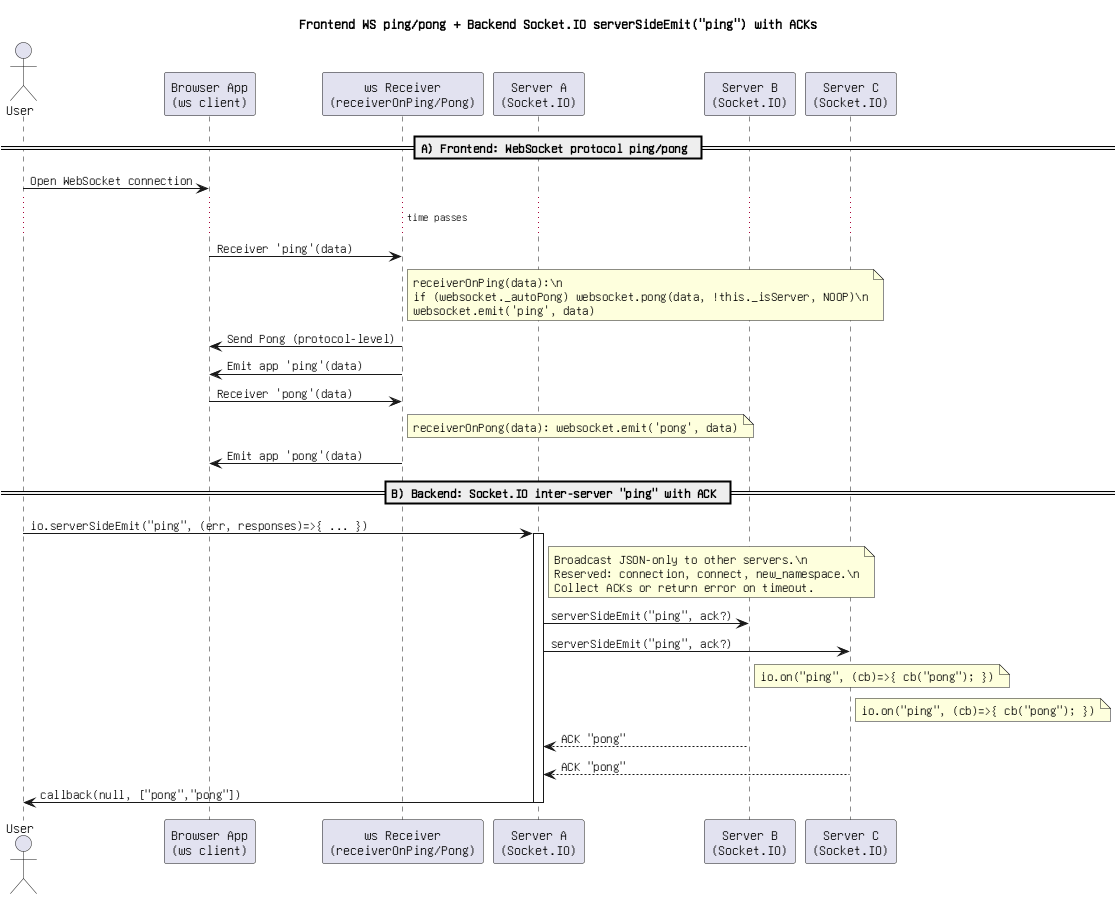 Frontend WS ping/pong + Backend Socket.IO serverSideEmit("ping") with ACKs
User
Browser App
(ws client)
ws Receiver
(receiverOnPing/Pong)
Server A
(Socket.IO)
Server B
(Socket.IO)
Server C
(Socket.IO)
A) Frontend: WebSocket protocol ping/pong
Open WebSocket connection
time passes
Receiver 'ping'(data)
receiverOnPing(data):\n
if (websocket._autoPong) websocket.pong(data, !this._isServer, NOOP)\n
websocket.emit('ping', data)
Send Pong (protocol-level)
Emit app 'ping'(data)
Receiver 'pong'(data)
receiverOnPong(data): websocket.emit('pong', data)
Emit app 'pong'(data)
B) Backend: Socket.IO inter-server "ping" with ACK
io.serverSideEmit("ping", (err, responses)=>{ ... })
Broadcast JSON-only to other servers.\n
Reserved: connection, connect, new_namespace.\n
Collect ACKs or return error on timeout.
serverSideEmit("ping", ack?)
serverSideEmit("ping", ack?)
io.on("ping", (cb)=>{ cb("pong"); })
io.on("ping", (cb)=>{ cb("pong"); })
ACK "pong"
ACK "pong"
callback(null, ["pong","pong"])
User
Browser App
(ws client)
ws Receiver
(receiverOnPing/Pong)
Server A
(Socket.IO)
Server B
(Socket.IO)
Server C
(Socket.IO)